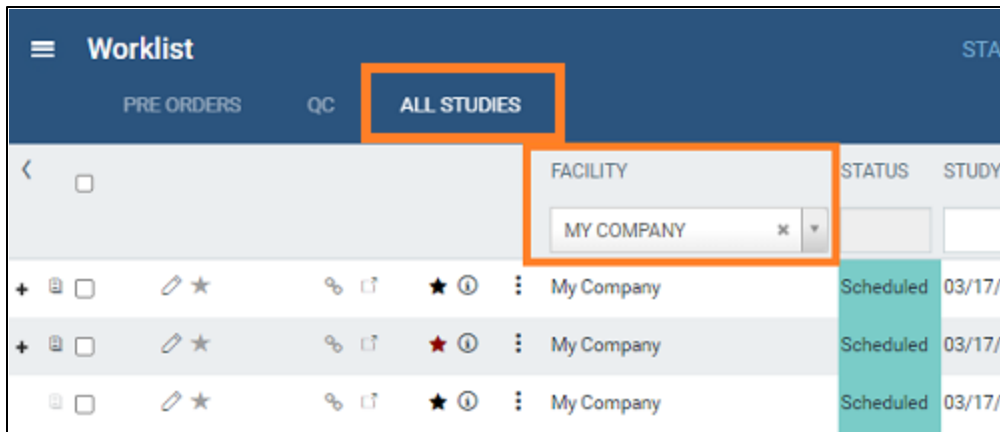 Worklist
STA
PRE ORDERS QC ALL STUDIES
FACILITY STATUS STUDY
MY COMPANY
My Company Scheduled 03/17/
My Company Scheduled 03/17/
My Company Scheduled 03/17/